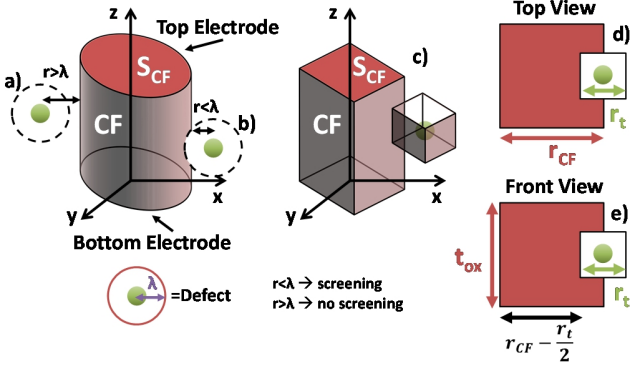 z
Top Electrode
a)
r>λ
S_CF
CF
r<λ
b)
x
y
Bottom Electrode
λ
=Defect
z
c)
S_CF
CF
x
y
r<λ → screening
r>λ → no screening
Top View
d)
r_t
r_CF
Front View
e)
t_ox
r_t
r_CF − r_t/2